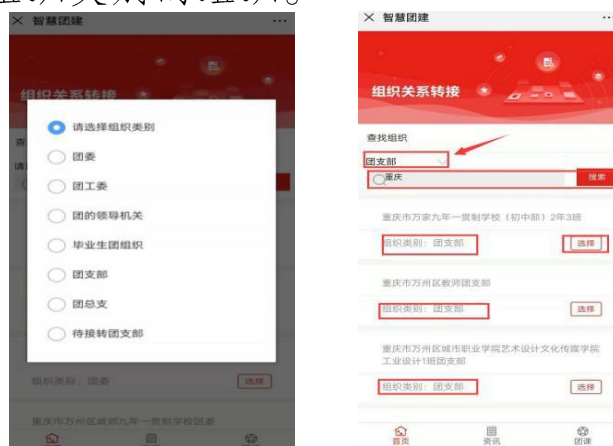 智慧团建
组织关系转接
请选择组织类别
团委
团工委
团的领导机关
毕业生团组织
团支部
团总支
待接转团支部
组织类别:团委
选择
重庆市万州区城郊九年一贯制学校团委
智慧团建
组织关系转接
查找组织
团支部
重庆
搜索
重庆市万家九年一贯制学校(初中部)2年3班
组织类别:团支部
选择
重庆市万州区教师团支部
组织类别:团支部
选择
重庆市万州区城市职业学院艺术设计文化传媒学院
工业设计1班团支部
组织类别:团支部
选择
首页
资讯
团课